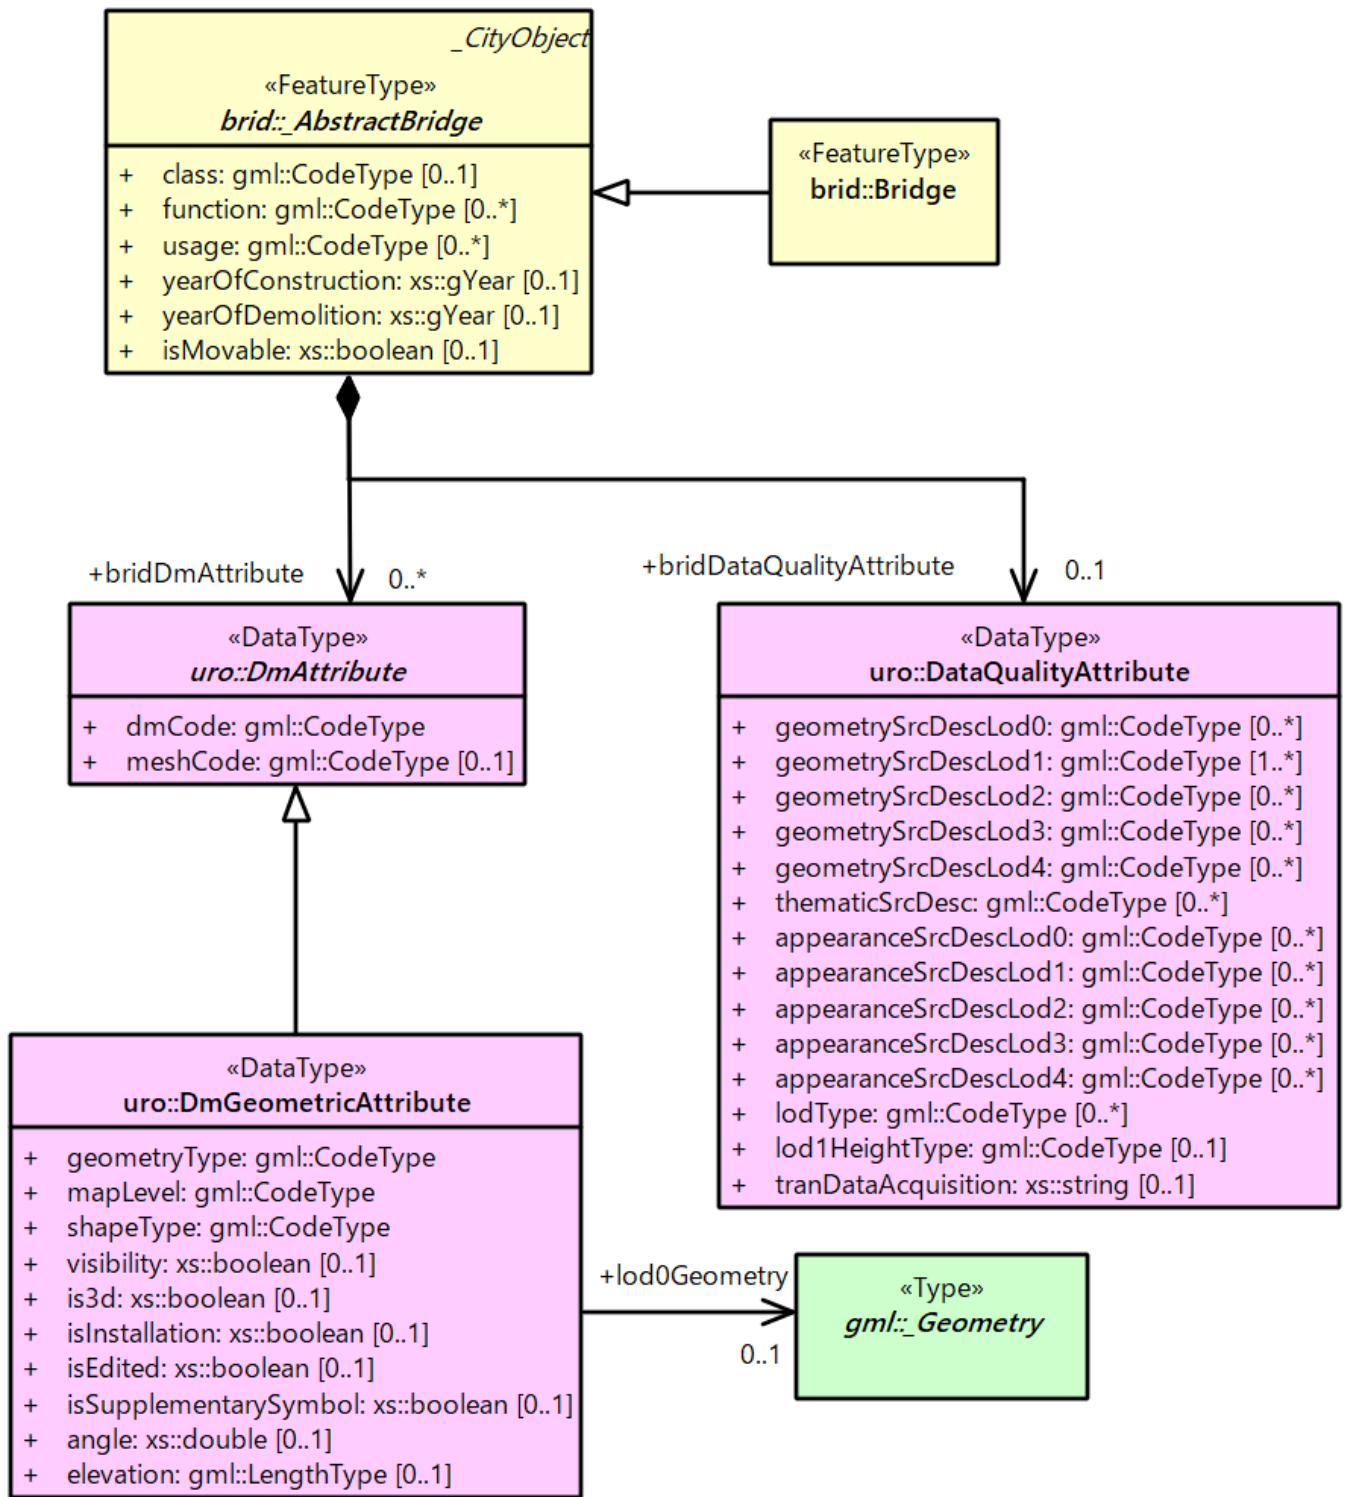 _CityObject
«FeatureType»
brid::_AbstractBridge
+ class: gml::CodeType [0..1]
+ function: gml::CodeType [0..*]
+ usage: gml::CodeType [0..*]
+ yearOfConstruction: xs::gYear [0..1]
+ yearOfDemolition: xs::gYear [0..1]
+ isMovable: xs::boolean [0..1]
«FeatureType»
brid::Bridge
+bridDmAttribute
0..*
+bridDataQualityAttribute
0..1
«DataType»
uro::DmAttribute
+ dmCode: gml::CodeType
+ meshCode: gml::CodeType [0..1]
«DataType»
uro::DataQualityAttribute
+ geometrySrcDescLod0: gml::CodeType [0..*]
+ geometrySrcDescLod1: gml::CodeType [1..*]
+ geometrySrcDescLod2: gml::CodeType [0..*]
+ geometrySrcDescLod3: gml::CodeType [0..*]
+ geometrySrcDescLod4: gml::CodeType [0..*]
+ thematicSrcDesc: gml::CodeType [0..*]
+ appearanceSrcDescLod0: gml::CodeType [0..*]
+ appearanceSrcDescLod1: gml::CodeType [0..*]
+ appearanceSrcDescLod2: gml::CodeType [0..*]
+ appearanceSrcDescLod3: gml::CodeType [0..*]
+ appearanceSrcDescLod4: gml::CodeType [0..*]
+ lodType: gml::CodeType [0..*]
+ lod1HeightType: gml::CodeType [0..1]
+ tranDataAcquisition: xs::string [0..1]
«DataType»
uro::DmGeometricAttribute
+ geometryType: gml::CodeType
+ mapLevel: gml::CodeType
+ shapeType: gml::CodeType
+ visibility: xs::boolean [0..1]
+ is3d: xs::boolean [0..1]
+ isInstallation: xs::boolean [0..1]
+ isEdited: xs::boolean [0..1]
+ isSupplementarySymbol: xs::boolean [0..1]
+ angle: xs::double [0..1]
+ elevation: gml::LengthType [0..1]
+lod0Geometry
0..1
«Type»
gml::_Geometry